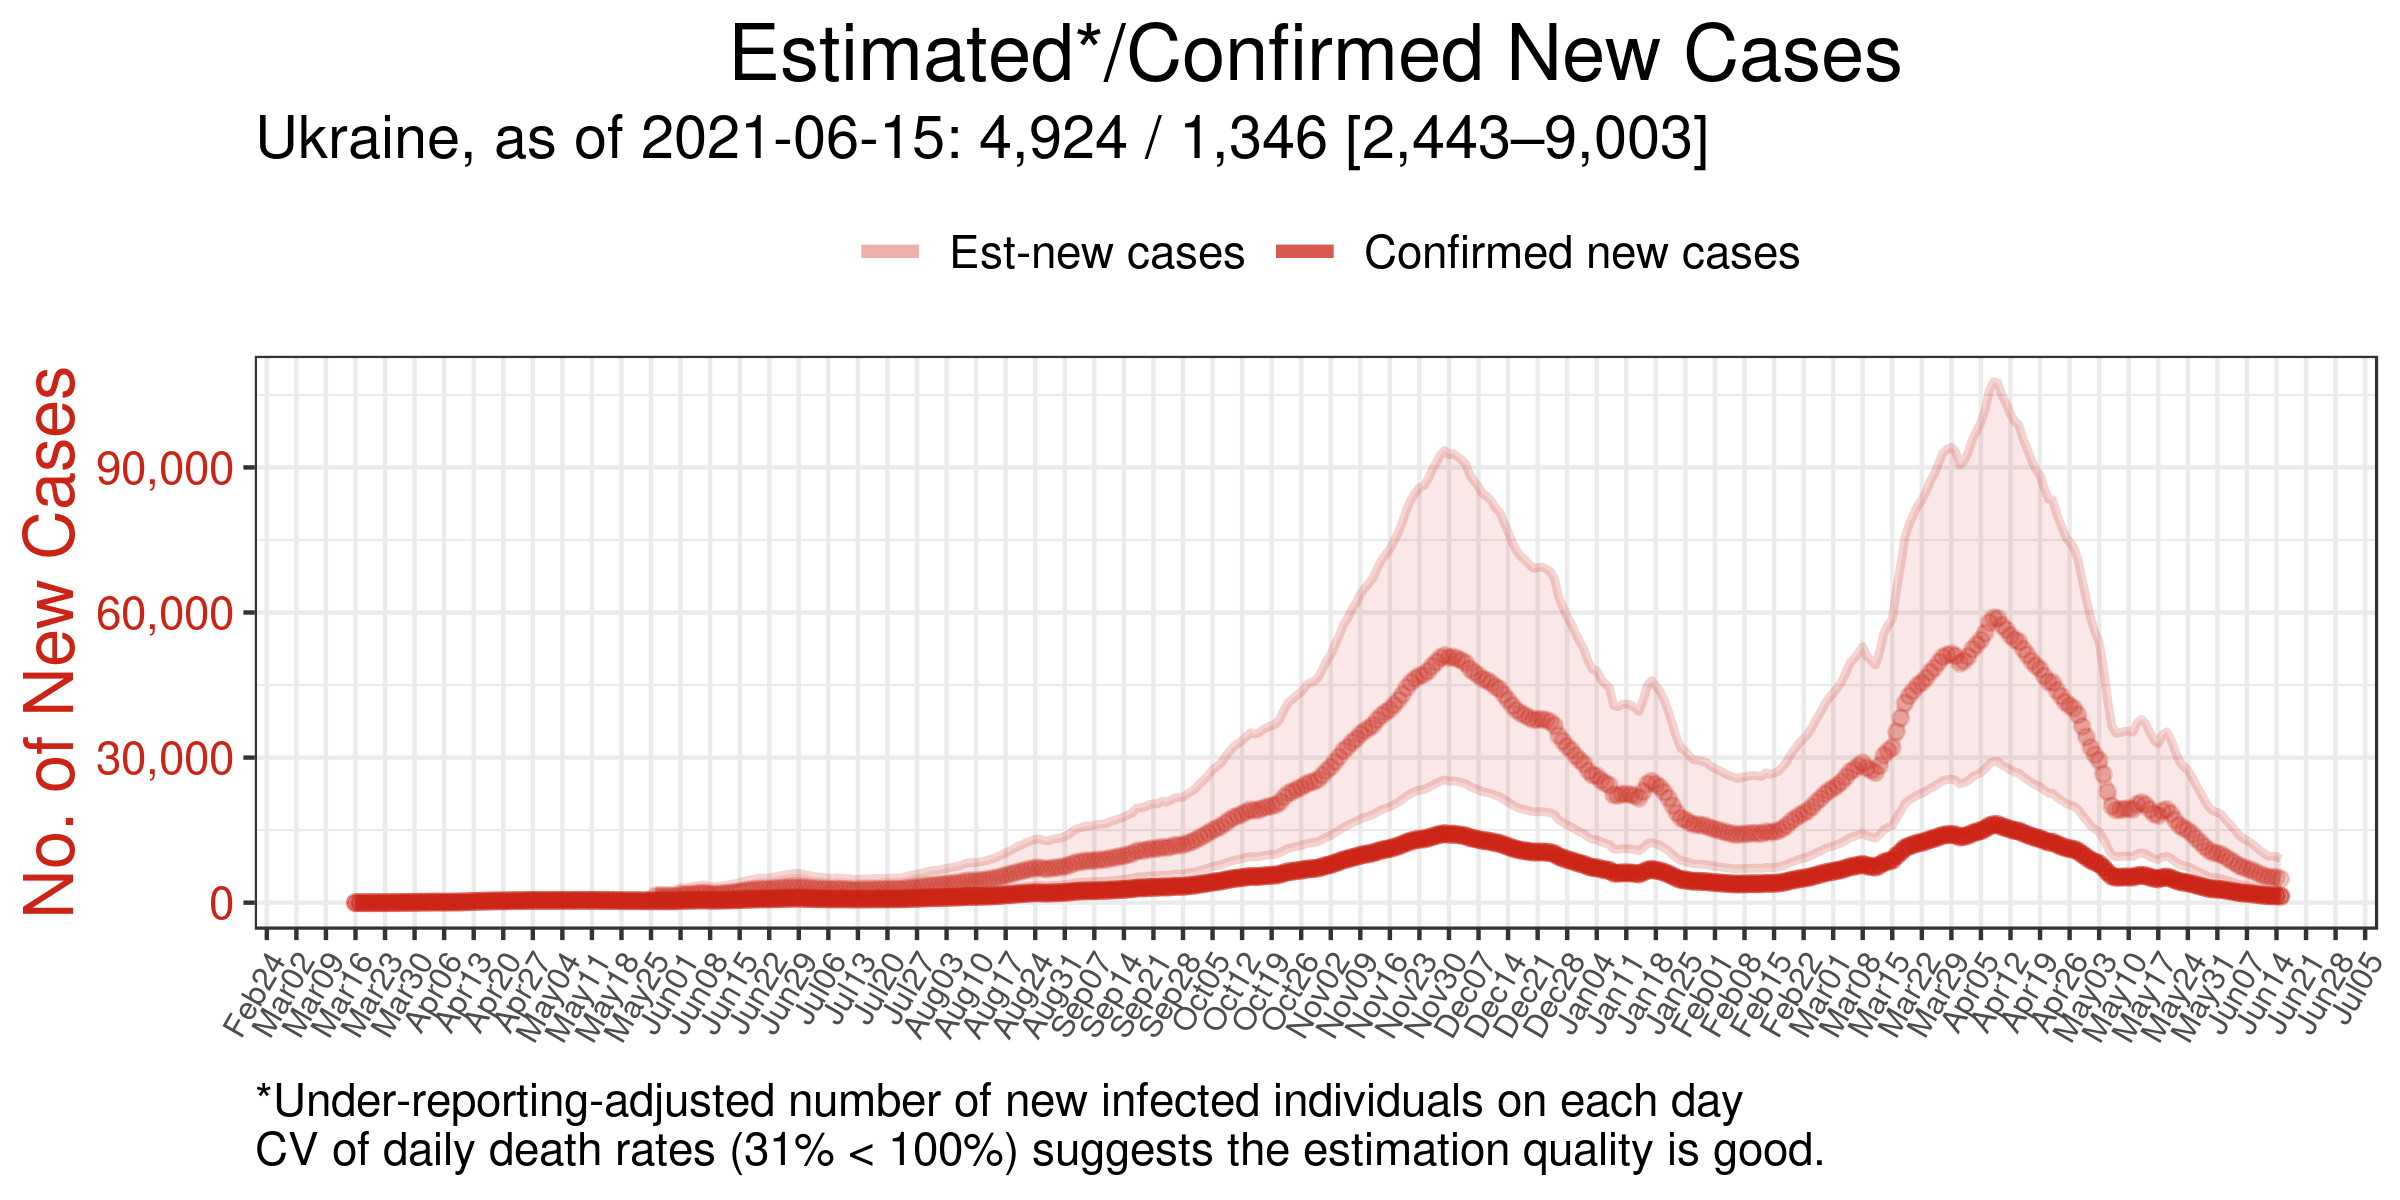 Estimated*/Confirmed New Cases
Ukraine, as of 2021-06-15: 4,924 / 1,346 [2,443–9,003]
Est-new cases
Confirmed new cases
No. of New Cases
90,000
60,000
30,000
0
Feb24
Mar02
Mar09
Mar16
Mar23
Mar30
Apr06
Apr13
Apr20
Apr27
May04
May11
May18
May25
Jun01
Jun08
Jun15
Jun22
Jun29
Jul06
Jul13
Jul20
Jul27
Aug03
Aug10
Aug17
Aug24
Aug31
Sep07
Sep14
Sep21
Sep28
Oct05
Oct12
Oct19
Oct26
Nov02
Nov09
Nov16
Nov23
Nov30
Dec07
Dec14
Dec21
Dec28
Jan04
Jan11
Jan18
Jan25
Feb01
Feb08
Feb15
Feb22
Mar01
Mar08
Mar15
Mar22
Mar29
Apr05
Apr12
Apr19
Apr26
May03
May10
May17
May24
May31
Jun07
Jun14
Jun21
Jun28
Jul05
*Under-reporting-adjusted number of new infected individuals on each day
CV of daily death rates (31% < 100%) suggests the estimation quality is good.